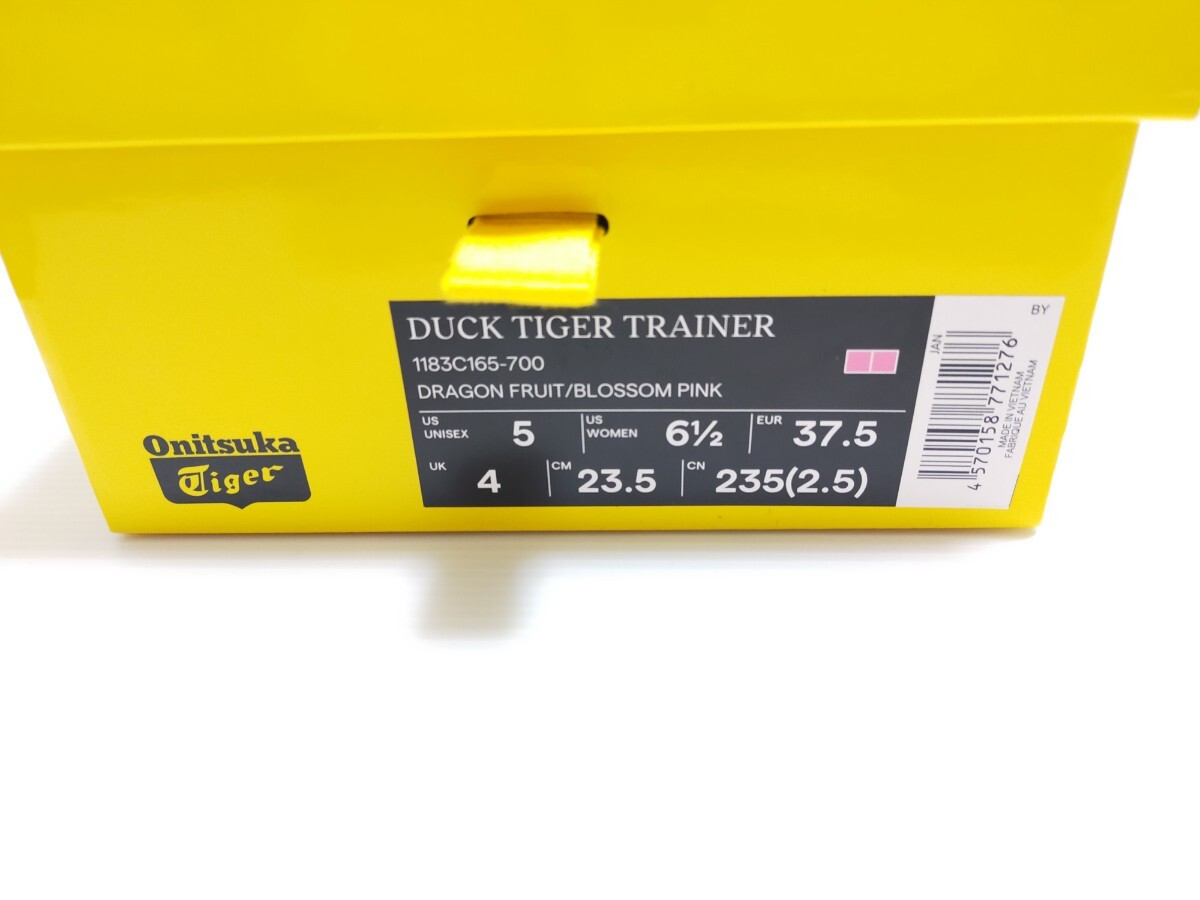 DUCK TIGER TRAINER
1183C165-700
DRAGON FRUIT/BLOSSOM PINK
US UNISEX 5
US WOMEN 6½
EUR 37.5
UK 4
CM 23.5
CN 235(2.5)
BY
JAN
4 570158 771276
MADE IN VIETNAM
FABRIQUE AU VIETNAM
Onitsuka
Tiger